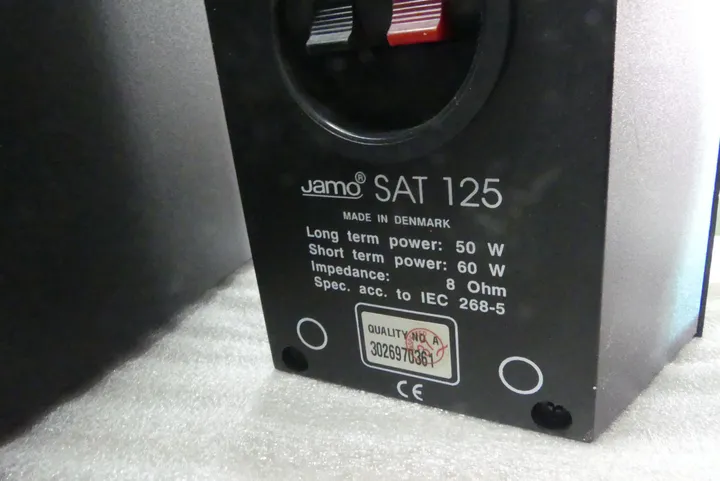 Jamo® SAT 125
MADE IN DENMARK
Long term power: 50 W
Short term power: 60 W
Impedance: 8 Ohm
Spec. acc. to IEC 268-5
QUALITY NO A
3026970361
CE